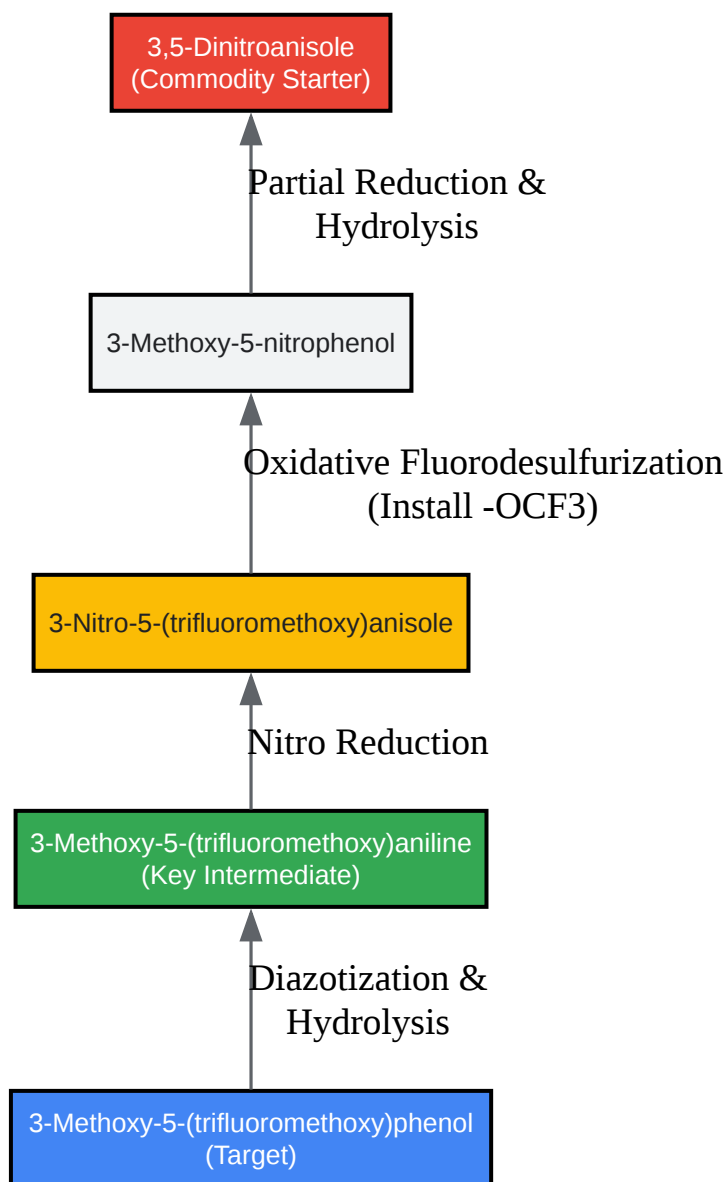 3,5-Dinitroanisole
(Commodity Starter)
Partial Reduction &
Hydrolysis
3-Methoxy-5-nitrophenol
Oxidative Fluorodesulfurization
(Install -OCF3)
3-Nitro-5-(trifluoromethoxy)anisole
Nitro Reduction
3-Methoxy-5-(trifluoromethoxy)aniline
(Key Intermediate)
Diazotization &
Hydrolysis
3-Methoxy-5-(trifluoromethoxy)phenol
(Target)